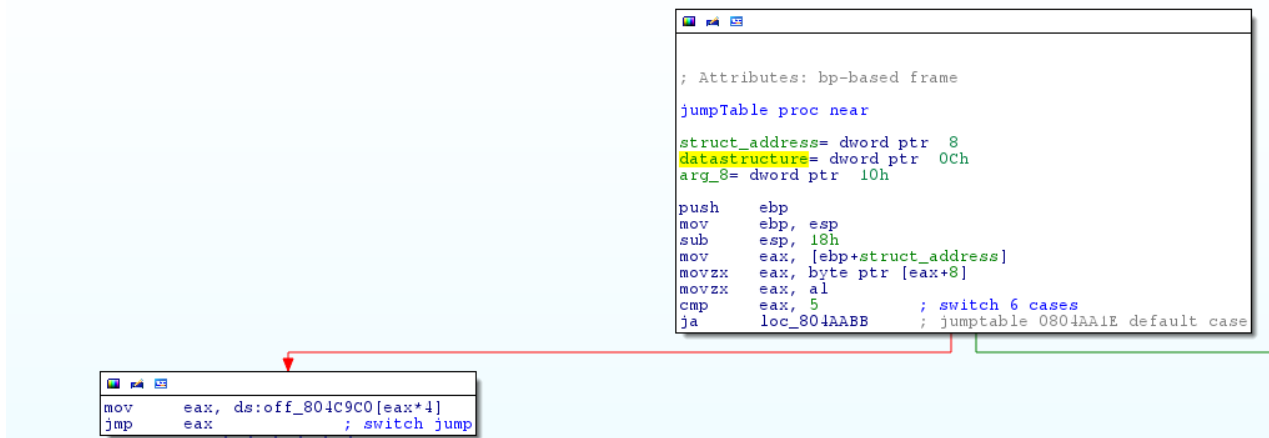 ; Attributes: bp-based frame
jumpTable proc near
struct_address= dword ptr  8
datastructure= dword ptr  0Ch
arg_8= dword ptr  10h
push    ebp
mov     ebp, esp
sub     esp, 18h
mov     eax, [ebp+struct_address]
movzx   eax, byte ptr [eax+8]
movzx   eax, al
cmp     eax, 5          ; switch 6 cases
ja      loc_804AABB     ; jumptable 0804AA1E default case
mov     eax, ds:off_804C9C0[eax*4]
jmp     eax             ; switch jump